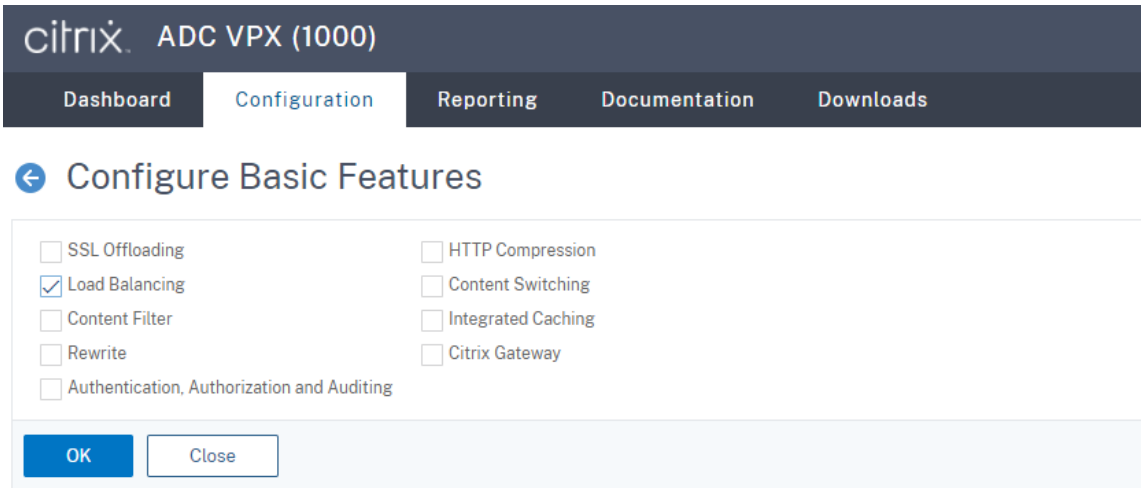 citrix. ADC VPX (1000)
Dashboard Configuration Reporting Documentation Downloads
Configure Basic Features
SSL Offloading HTTP Compression
Load Balancing Content Switching
Content Filter Integrated Caching
Rewrite Citrix Gateway
Authentication, Authorization and Auditing
OK Close